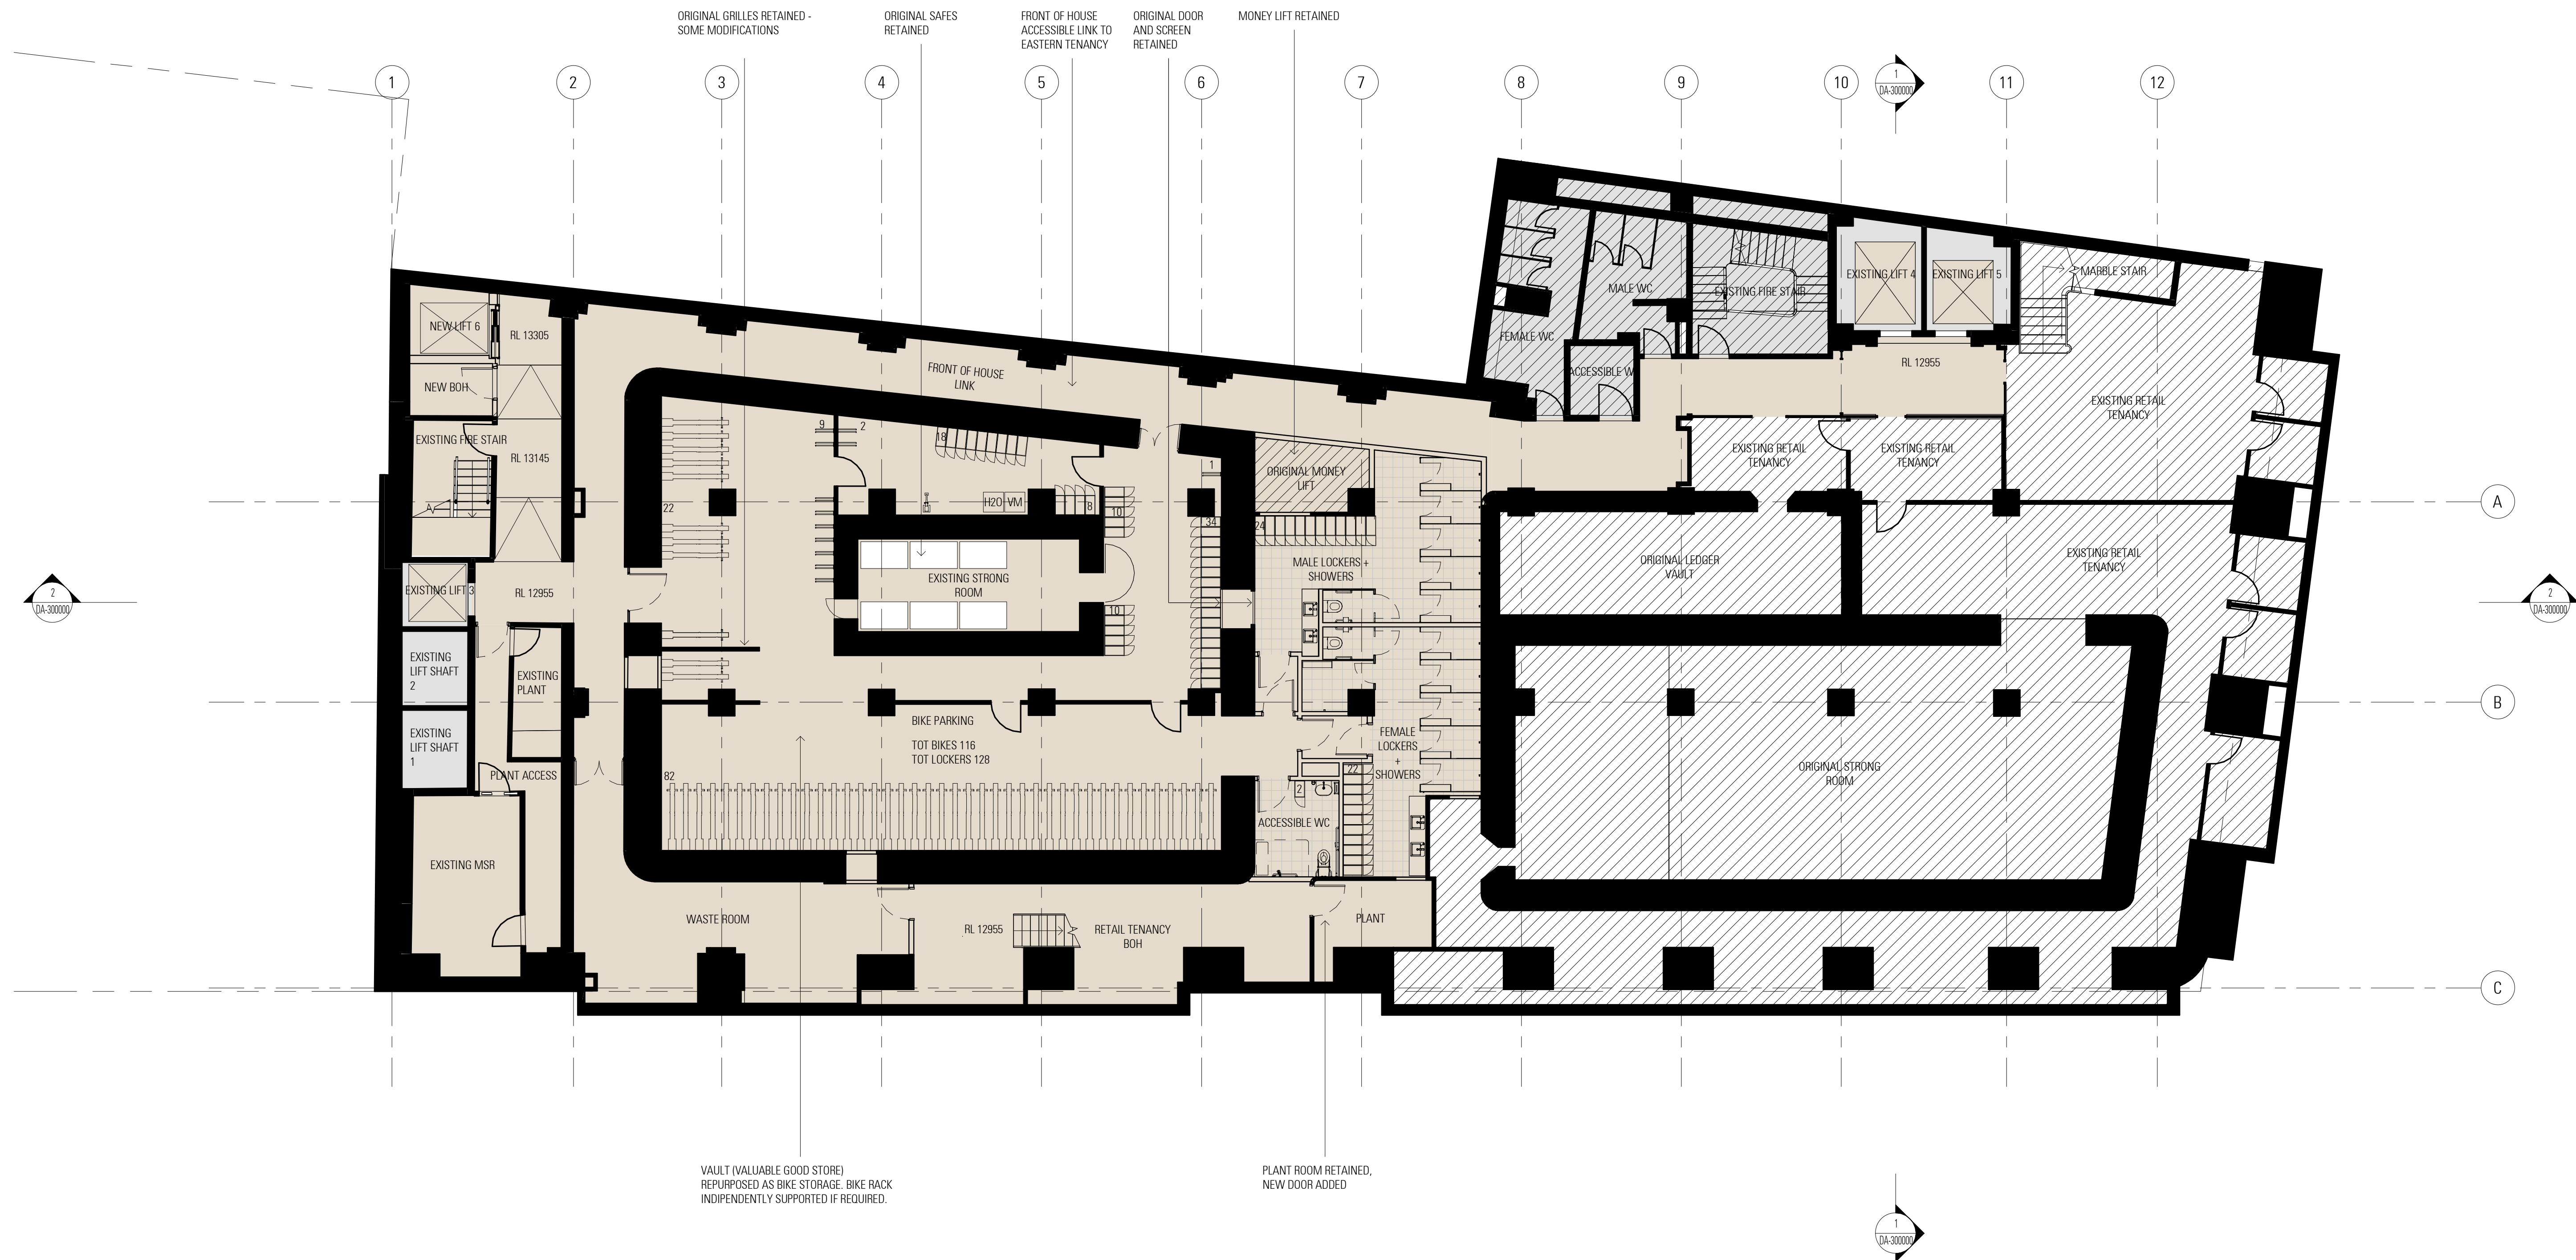 ORIGINAL GRILLES RETAINED -
SOME MODIFICATIONS
ORIGINAL SAFES
RETAINED
FRONT OF HOUSE
ACCESSIBLE LINK TO
EASTERN TENANCY
ORIGINAL DOOR
AND SCREEN
RETAINED
MONEY LIFT RETAINED
1
2
3
4
5
6
7
8
9
10
11
12
1
DA-300000
NEW LIFT 6
RL 13305
NEW BOH
EXISTING FIRE STAIR
RL 13145
FRONT OF HOUSE
LINK
FEMALE WC
MALE WC
ACCESSIBLE W
EXISTING FIRE STAIR
EXISTING LIFT 4
EXISTING LIFT 5
MARBLE STAIR
RL 12955
EXISTING RETAIL
TENANCY
EXISTING RETAIL
TENANCY
EXISTING RETAIL
TENANCY
9
2
18
1
22
H2O
VM
8
10
34
24
ORIGINAL MONEY
LIFT
A
EXISTING STRONG
ROOM
10
MALE LOCKERS +
SHOWERS
ORIGINAL LEDGER
VAULT
EXISTING RETAIL
TENANCY
2
DA-300000
EXISTING LIFT 3
RL 12955
2
DA-300000
EXISTING
LIFT SHAFT
2
EXISTING
PLANT
EXISTING
LIFT SHAFT
1
PLANT ACCESS
B
BIKE PARKING
TOT BIKES 116
TOT LOCKERS 128
82
FEMALE
LOCKERS
+
SHOWERS
22
2
ACCESSIBLE WC
ORIGINAL STRONG
ROOM
EXISTING MSR
WASTE ROOM
RL 12955
RETAIL TENANCY
BOH
PLANT
C
VAULT (VALUABLE GOOD STORE)
REPURPOSED AS BIKE STORAGE. BIKE RACK
INDIPENDENTLY SUPPORTED IF REQUIRED.
PLANT ROOM RETAINED,
NEW DOOR ADDED
1
DA-300000